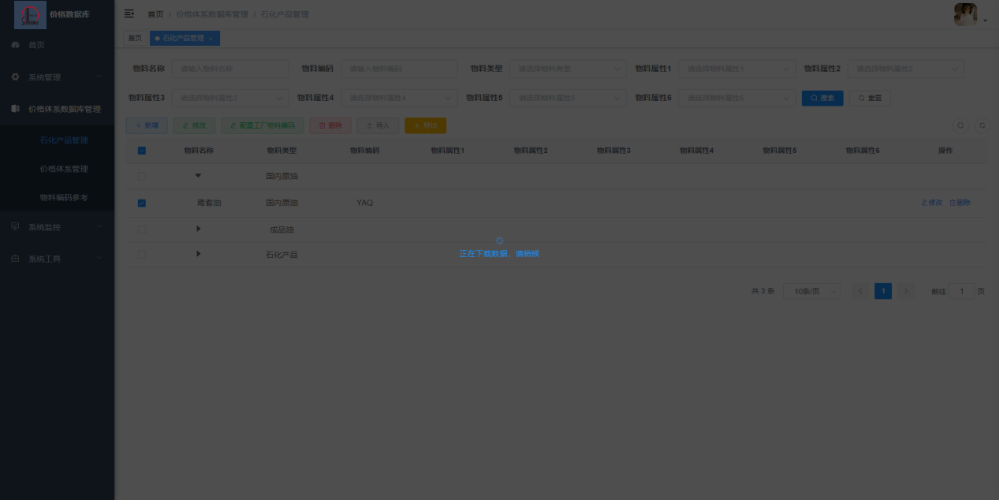 价格数据库
首页 / 价格体系数据库管理 / 石化产品管理
首页
石化产品管理 ×
首页
系统管理
价格体系数据库管理
石化产品管理
价格体系管理
物料编码参考
系统监控
系统工具
物料名称 请输入物料名称 物料编码 请输入物料编码 物料类型 请选择物料类型 物料属性1 请选择物料属性1 物料属性2 请选择物料属性2
物料属性3 请选择物料属性3 物料属性4 请选择物料属性4 物料属性5 请选择物料属性5 物料属性6 请选择物料属性6 搜索 重置
新增 修改 配置工厂物料编码 删除 导入 导出
物料名称 物料类型 物料编码 物料属性1 物料属性2 物料属性3 物料属性4 物料属性5 物料属性6 操作
国内原油
国内原油 YAQ 修改 删除
成品油
石化产品
正在下载数据，请稍候
共 3 条 10条/页 1 前往 1 页